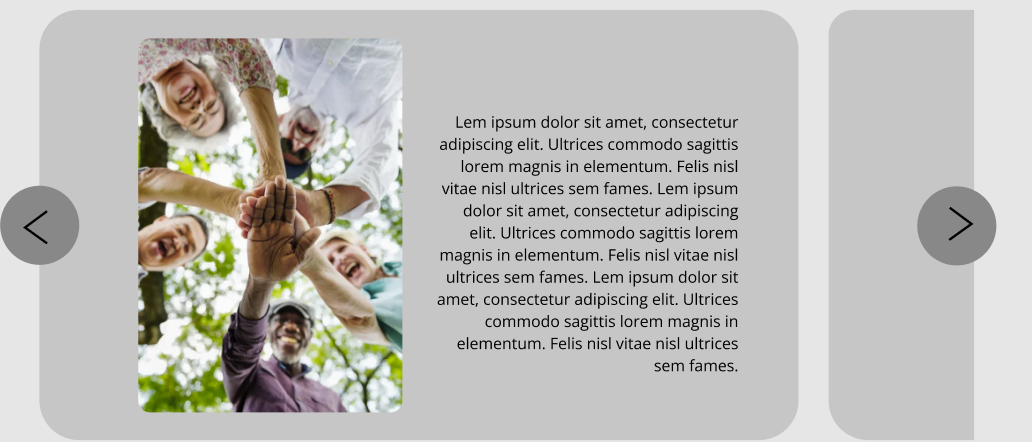 Lem ipsum dolor sit amet, consectetur
adipiscing elit. Ultrices commodo sagittis
lorem magnis in elementum. Felis nisl
vitae nisl ultrices sem fames. Lem ipsum
dolor sit amet, consectetur adipiscing
elit. Ultrices commodo sagittis lorem
magnis in elementum. Felis nisl vitae nisl
ultrices sem fames. Lem ipsum dolor sit
amet, consectetur adipiscing elit. Ultrices
commodo sagittis lorem magnis in
elementum. Felis nisl vitae nisl ultrices
sem fames.